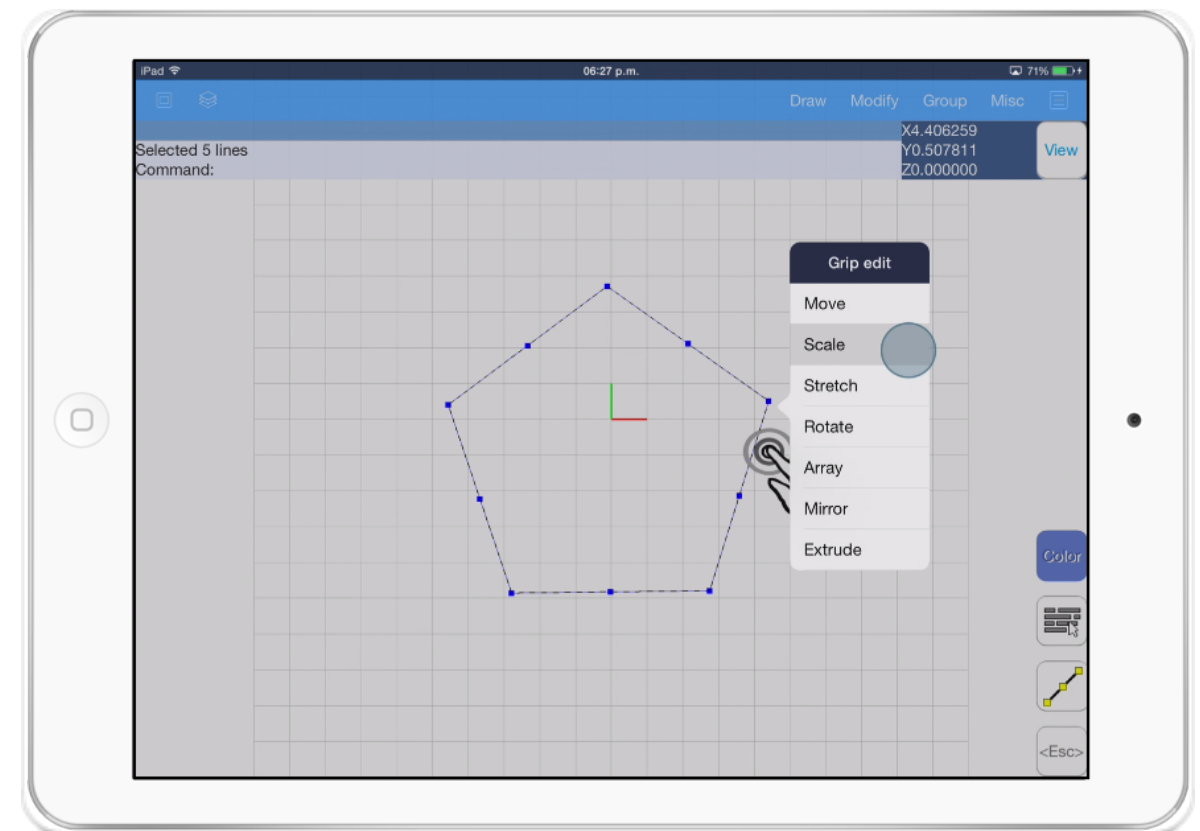 iPad 06:27 p.m. 71%
Draw Modify Group Misc
X4.406259
Selected 5 lines Y0.507811 View
Command: Z0.000000
Grip edit
Move
Scale
Stretch
Rotate
Array
Mirror
Extrude
Color
<Esc>